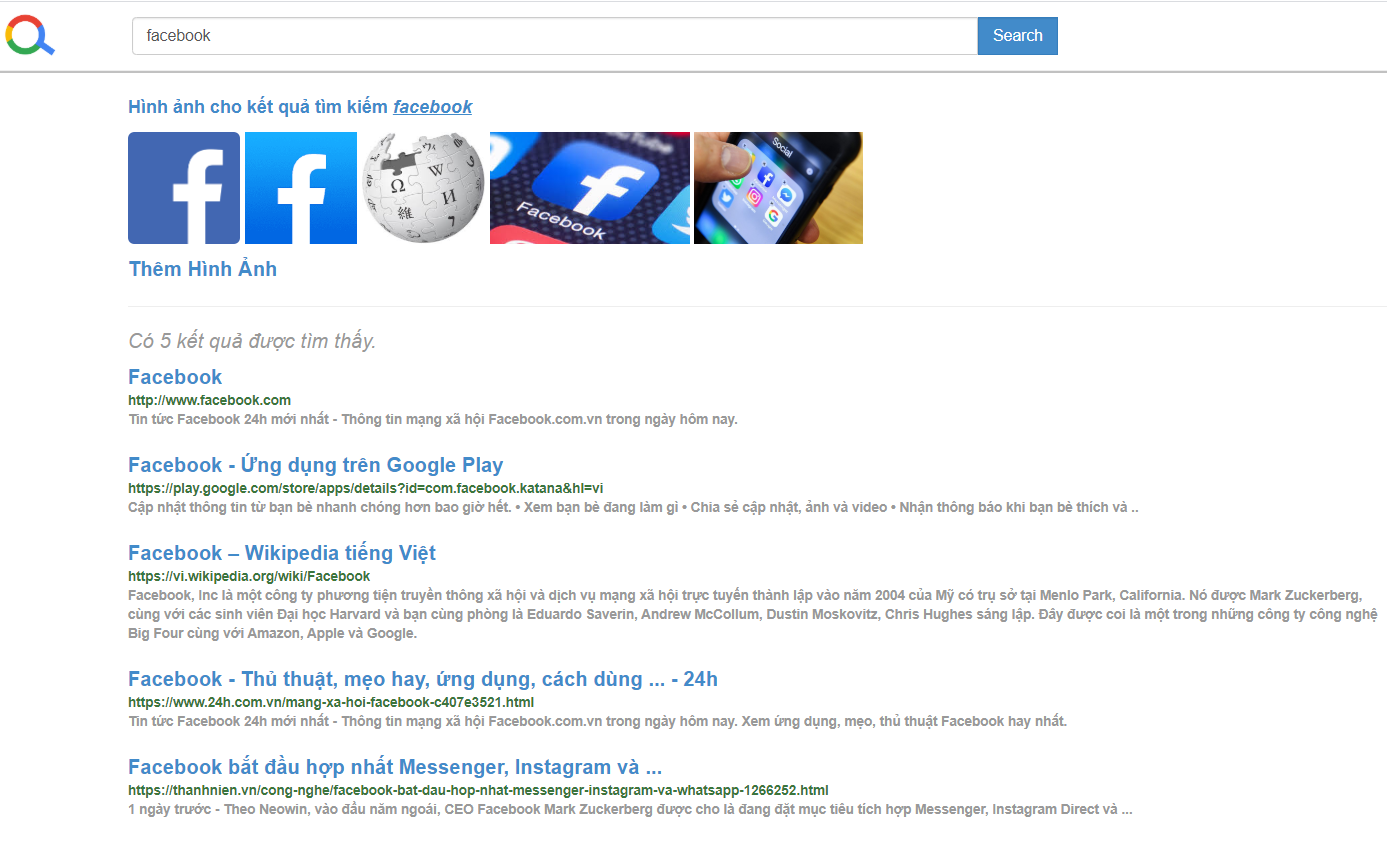 facebook
Search
Hình ảnh cho kết quả tìm kiếm facebook
Ω
W
維
И
Facebook
Social
Thêm Hình Ảnh
Có 5 kết quả được tìm thấy.
Facebook
http://www.facebook.com
Tin tức Facebook 24h mới nhất - Thông tin mạng xã hội Facebook.com.vn trong ngày hôm nay.
Facebook - Ứng dụng trên Google Play
https://play.google.com/store/apps/details?id=com.facebook.katana&hl=vi
Cập nhật thông tin từ bạn bè nhanh chóng hơn bao giờ hết. • Xem bạn bè đang làm gì • Chia sẻ cập nhật, ảnh và video • Nhận thông báo khi bạn bè thích và ..
Facebook – Wikipedia tiếng Việt
https://vi.wikipedia.org/wiki/Facebook
Facebook, Inc là một công ty phương tiện truyền thông xã hội và dịch vụ mạng xã hội trực tuyến thành lập vào năm 2004 của Mỹ có trụ sở tại Menlo Park, California. Nó được Mark Zuckerberg,
cùng với các sinh viên Đại học Harvard và bạn cùng phòng là Eduardo Saverin, Andrew McCollum, Dustin Moskovitz, Chris Hughes sáng lập. Đây được coi là một trong những công ty công nghệ
Big Four cùng với Amazon, Apple và Google.
Facebook - Thủ thuật, mẹo hay, ứng dụng, cách dùng ... - 24h
https://www.24h.com.vn/mang-xa-hoi-facebook-c407e3521.html
Tin tức Facebook 24h mới nhất - Thông tin mạng xã hội Facebook.com.vn trong ngày hôm nay. Xem ứng dụng, mẹo, thủ thuật Facebook hay nhất.
Facebook bắt đầu hợp nhất Messenger, Instagram và ...
https://thanhnien.vn/cong-nghe/facebook-bat-dau-hop-nhat-messenger-instagram-va-whatsapp-1266252.html
1 ngày trước - Theo Neowin, vào đầu năm ngoái, CEO Facebook Mark Zuckerberg được cho là đang đặt mục tiêu tích hợp Messenger, Instagram Direct và ...